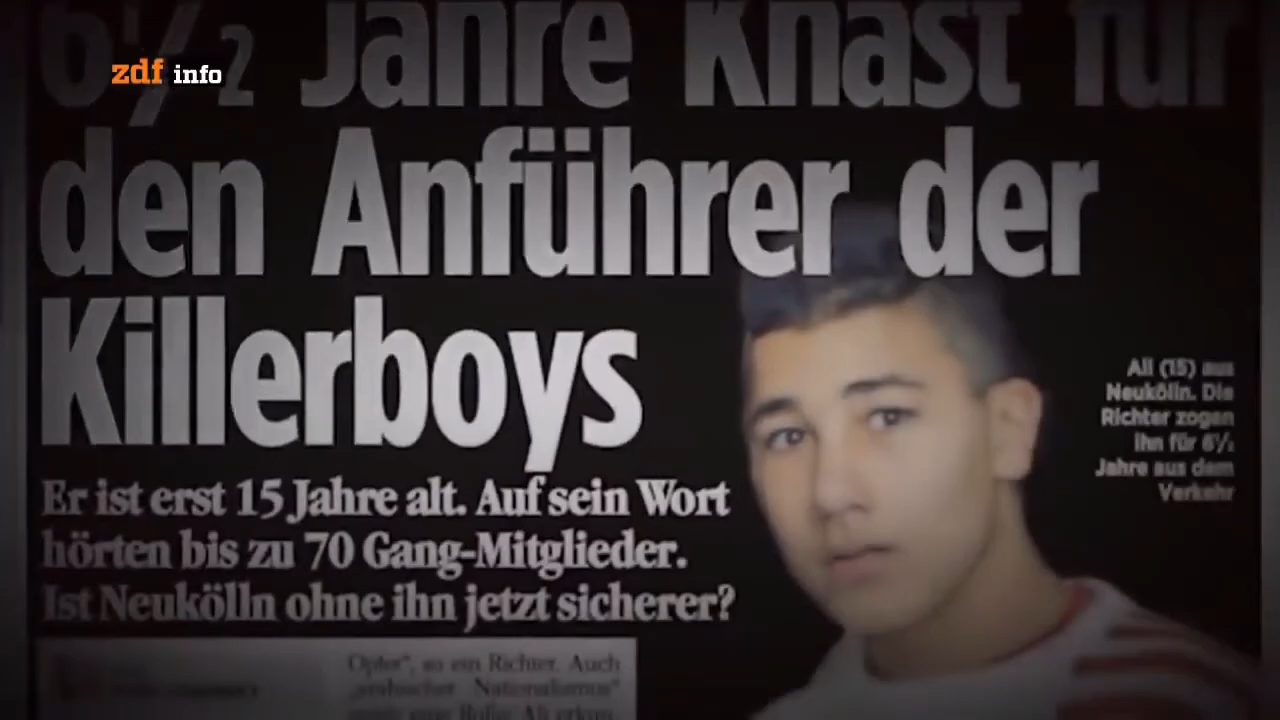 zdf info
6½ Jahre Knast für
den Anführer der
Killerboys
Er ist erst 15 Jahre alt. Auf sein Wort
hörten bis zu 70 Gang-Mitglieder.
Ist Neukölln ohne ihn jetzt sicherer?
Ali (15) aus
Neukölln. Die
Richter zogen
ihn für 6½
Jahre aus dem
Verkehr
Opfer", so ein Richter. Auch
„arabischer Nationalismus"